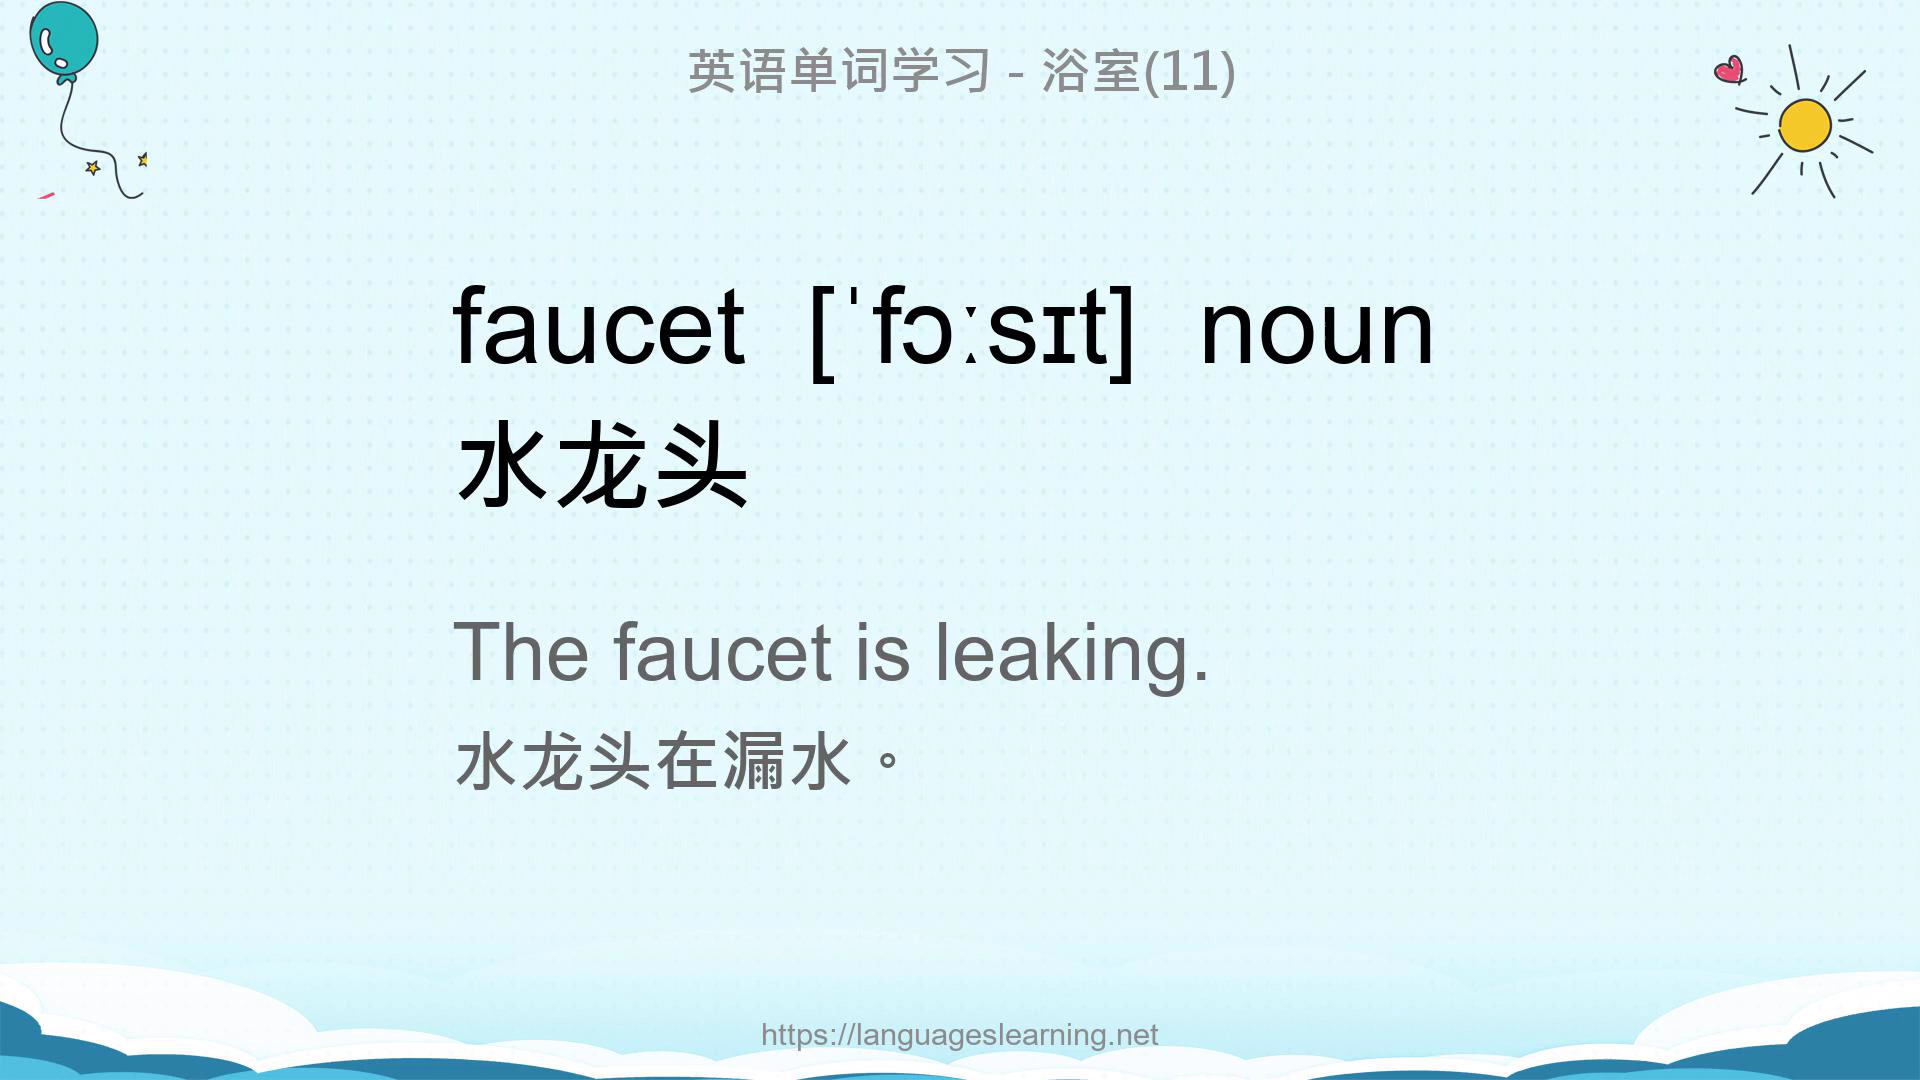 英语单词学习 - 浴室(11)
faucet [ˈfɔːsɪt] noun
水龙头
The faucet is leaking.
水龙头在漏水。
https://languageslearning.net